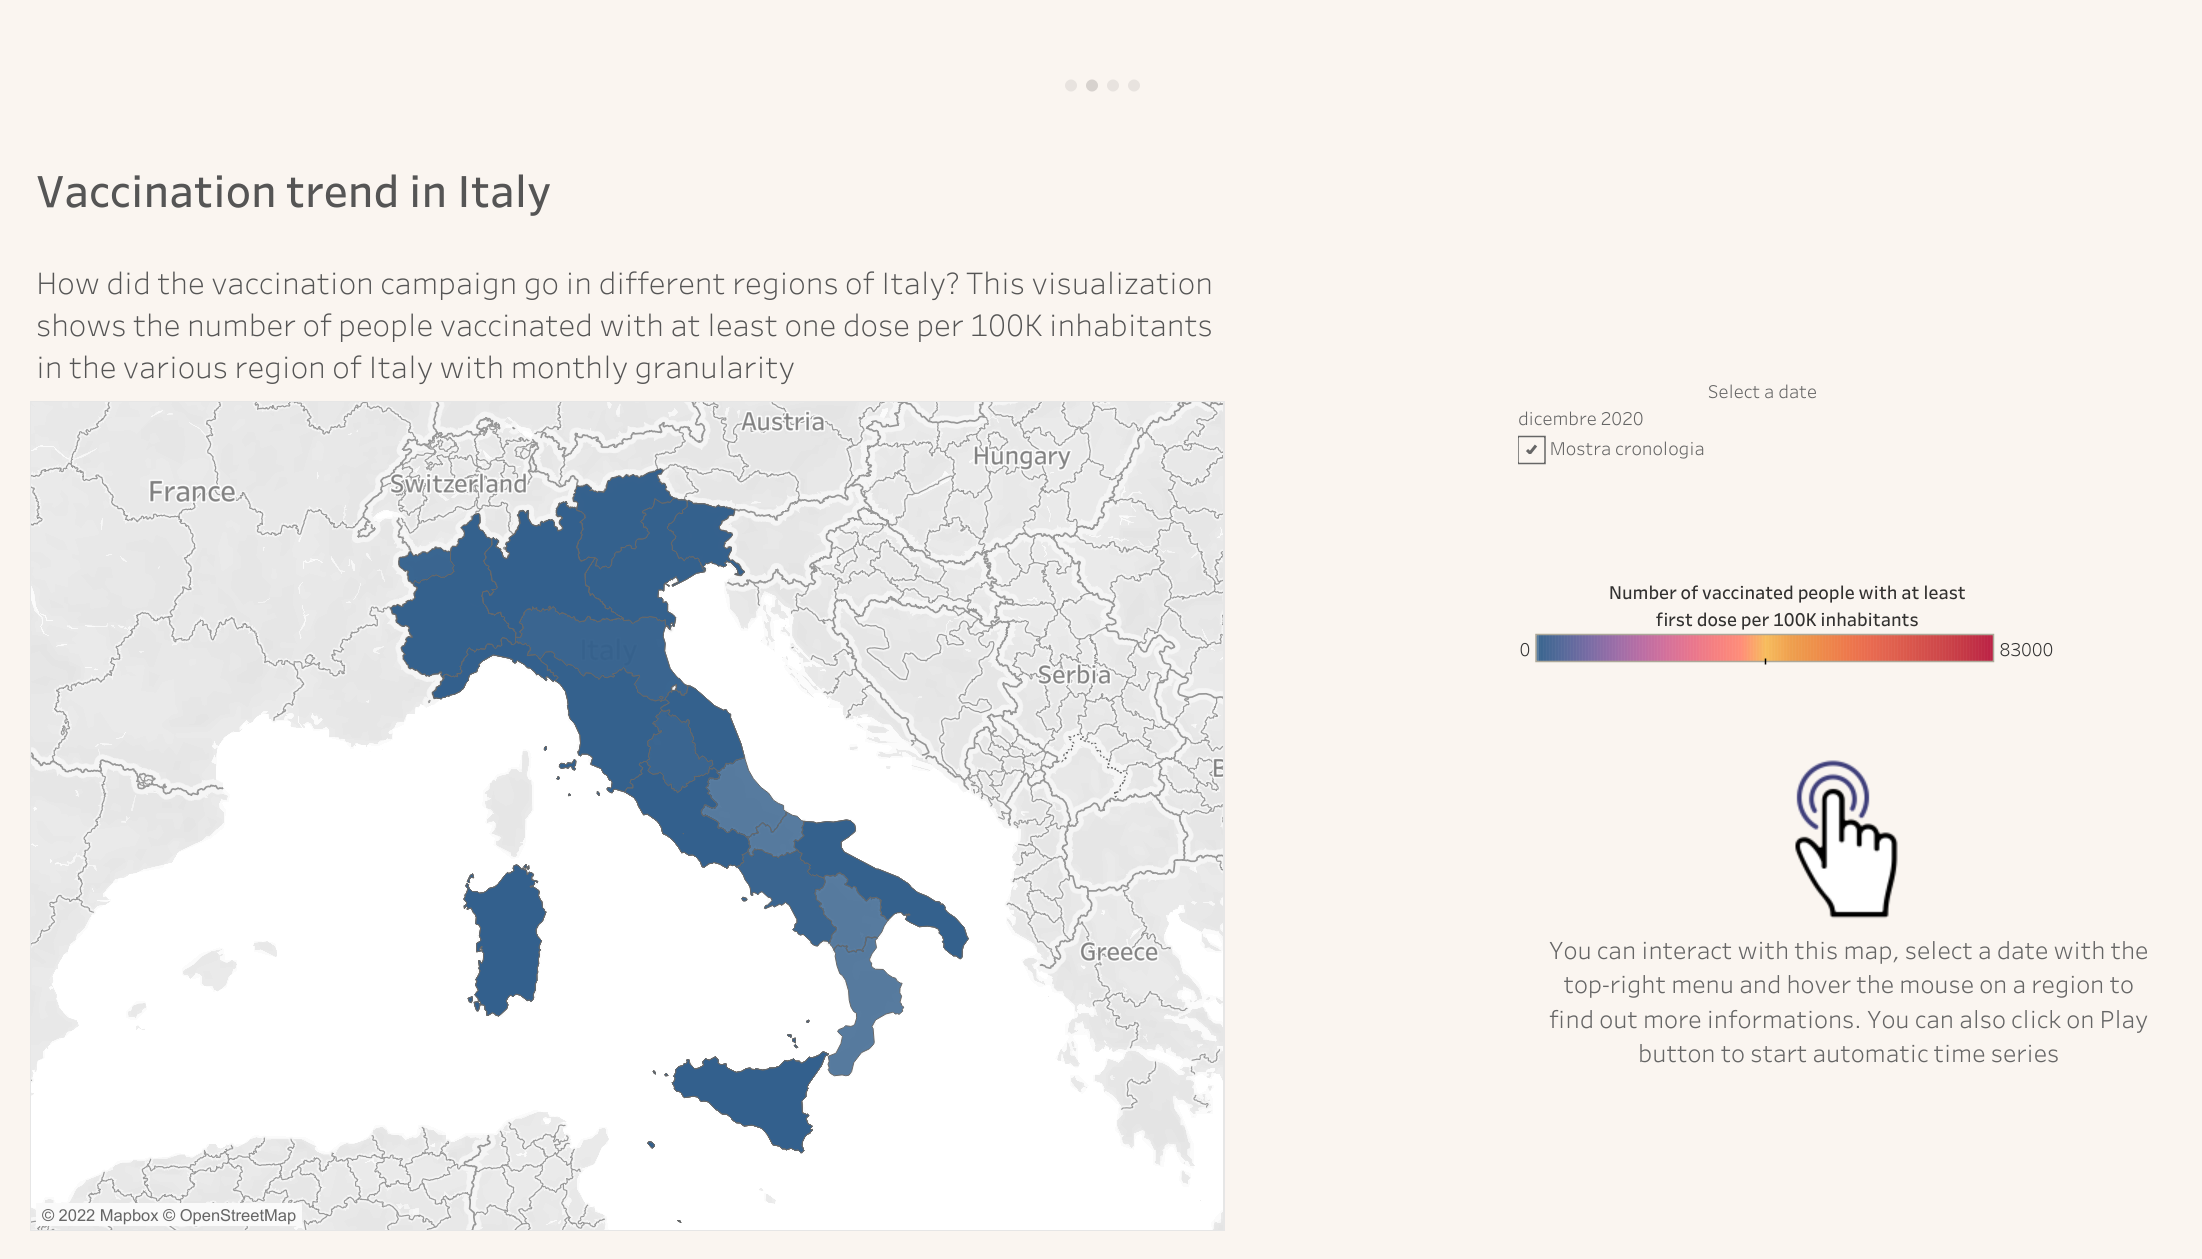 Vaccination trend in Italy
How did the vaccination campaign go in different regions of Italy? This visualization
shows the number of people vaccinated with at least one dose per 100K inhabitants
in the various region of Italy with monthly granularity
Austria
Hungary
France
Switzerland
Italy
Serbia
Greece
© 2022 Mapbox © OpenStreetMap
Select a date
dicembre 2020
Mostra cronologia
Number of vaccinated people with at least
first dose per 100K inhabitants
0 83000
You can interact with this map, select a date with the
top-right menu and hover the mouse on a region to
find out more informations. You can also click on Play
button to start automatic time series